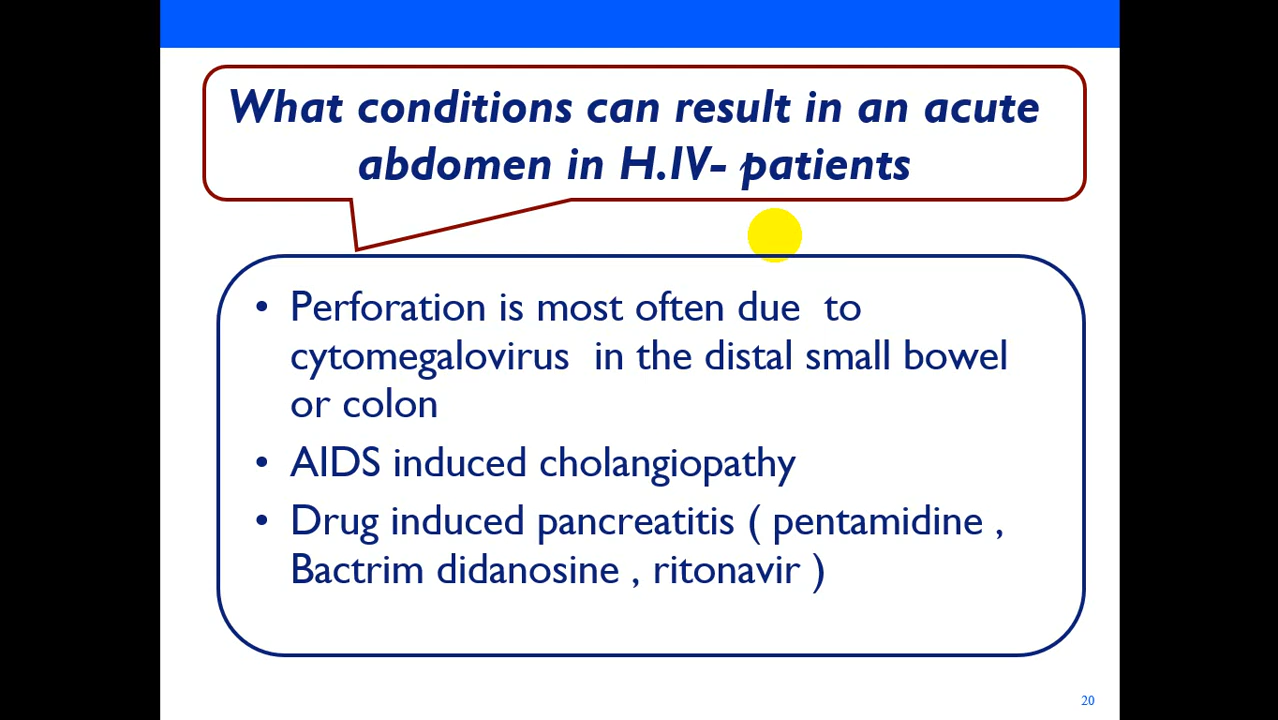 What conditions can result in an acute
abdomen in H.IV- patients
• Perforation is most often due  to
cytomegalovirus  in the distal small bowel
or colon
• AIDS induced cholangiopathy
• Drug induced pancreatitis ( pentamidine ,
Bactrim didanosine , ritonavir )
20